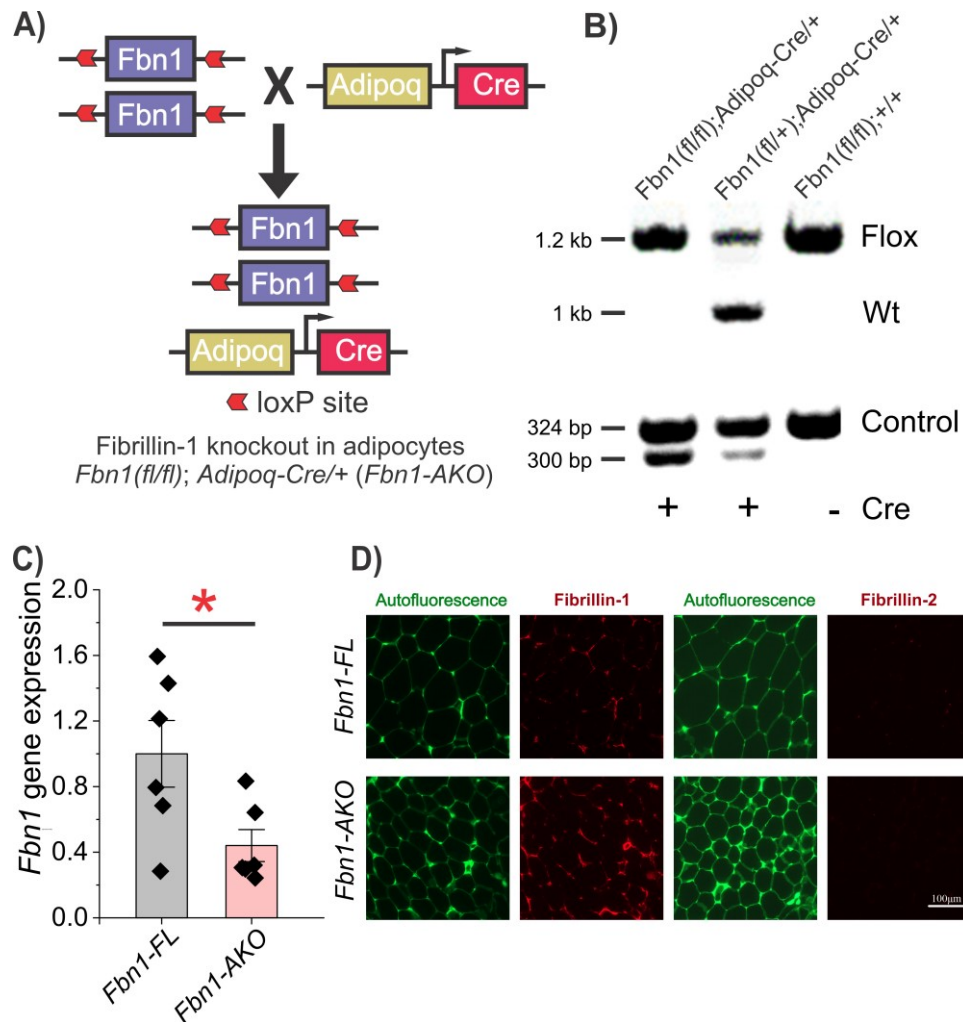 A)
Fbn1
Fbn1
X
Adipoq
Cre
Fbn1
Fbn1
Adipoq
Cre
loxP site
Fibrillin-1 knockout in adipocytes
Fbn1(fl/fl); Adipoq-Cre/+ (Fbn1-AKO)
B)
Fbn1(fl/fl);Adipoq-Cre/+
Fbn1(fl/+);Adipoq-Cre/+
Fbn1(fl/fl);+/+
1.2 kb
Flox
1 kb
Wt
324 bp
Control
300 bp
+ + - Cre
C)
Fbn1 gene expression
2.0
*
1.6
1.2
0.8
0.4
0.0
Fbn1-FL
Fbn1-AKO
D)
Autofluorescence Fibrillin-1 Autofluorescence Fibrillin-2
Fbn1-FL
Fbn1-AKO
100μm